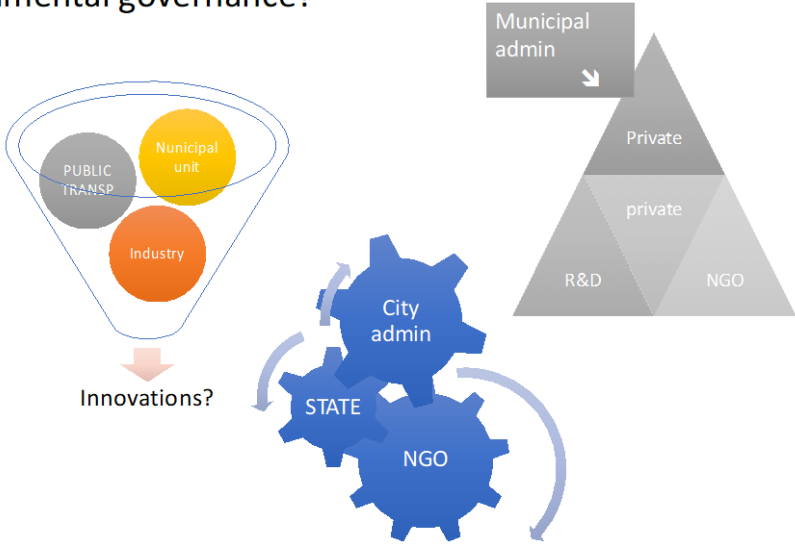 mental governance?
Municipal
admin
Private
private
R&D
NGO
PUBLIC
TRANSP
Nunicipal
unit
Industry
Innovations?
City
admin
STATE
NGO